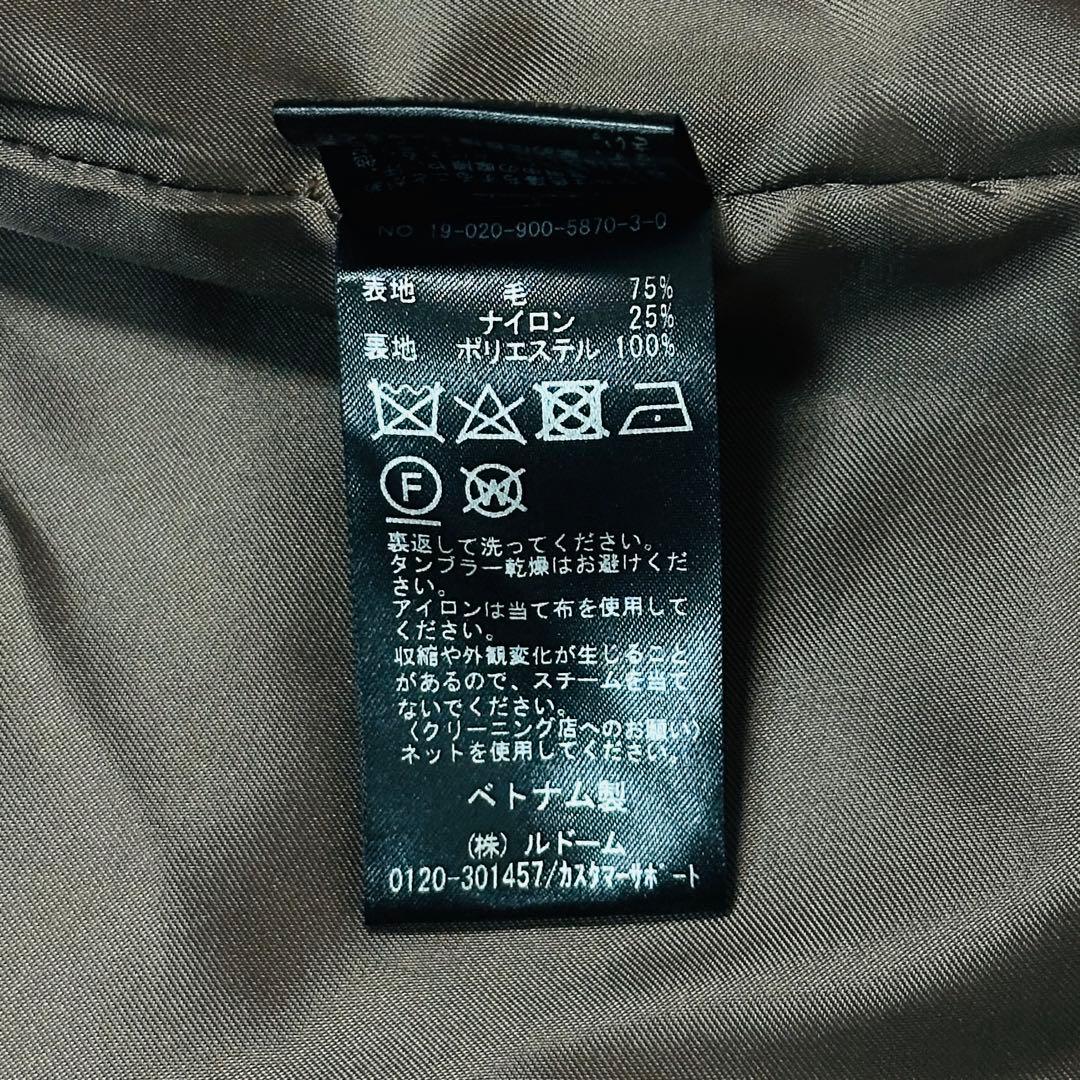 NO 19-020-900-5870-3-0
表地 毛 75%
ナイロン 25%
裏地 ポリエステル 100%
F W
裏返して洗ってください。
タンブラー乾燥はお避けくだ
さい。
アイロンは当て布を使用して
ください。
収縮や外観変化が生じること
があるので、スチームを当て
ないでください。
〈クリーニング店へのお願い〉
ネットを使用してください。
ベトナム製
(株)ルドーム
0120-301457/カスタマーサポート